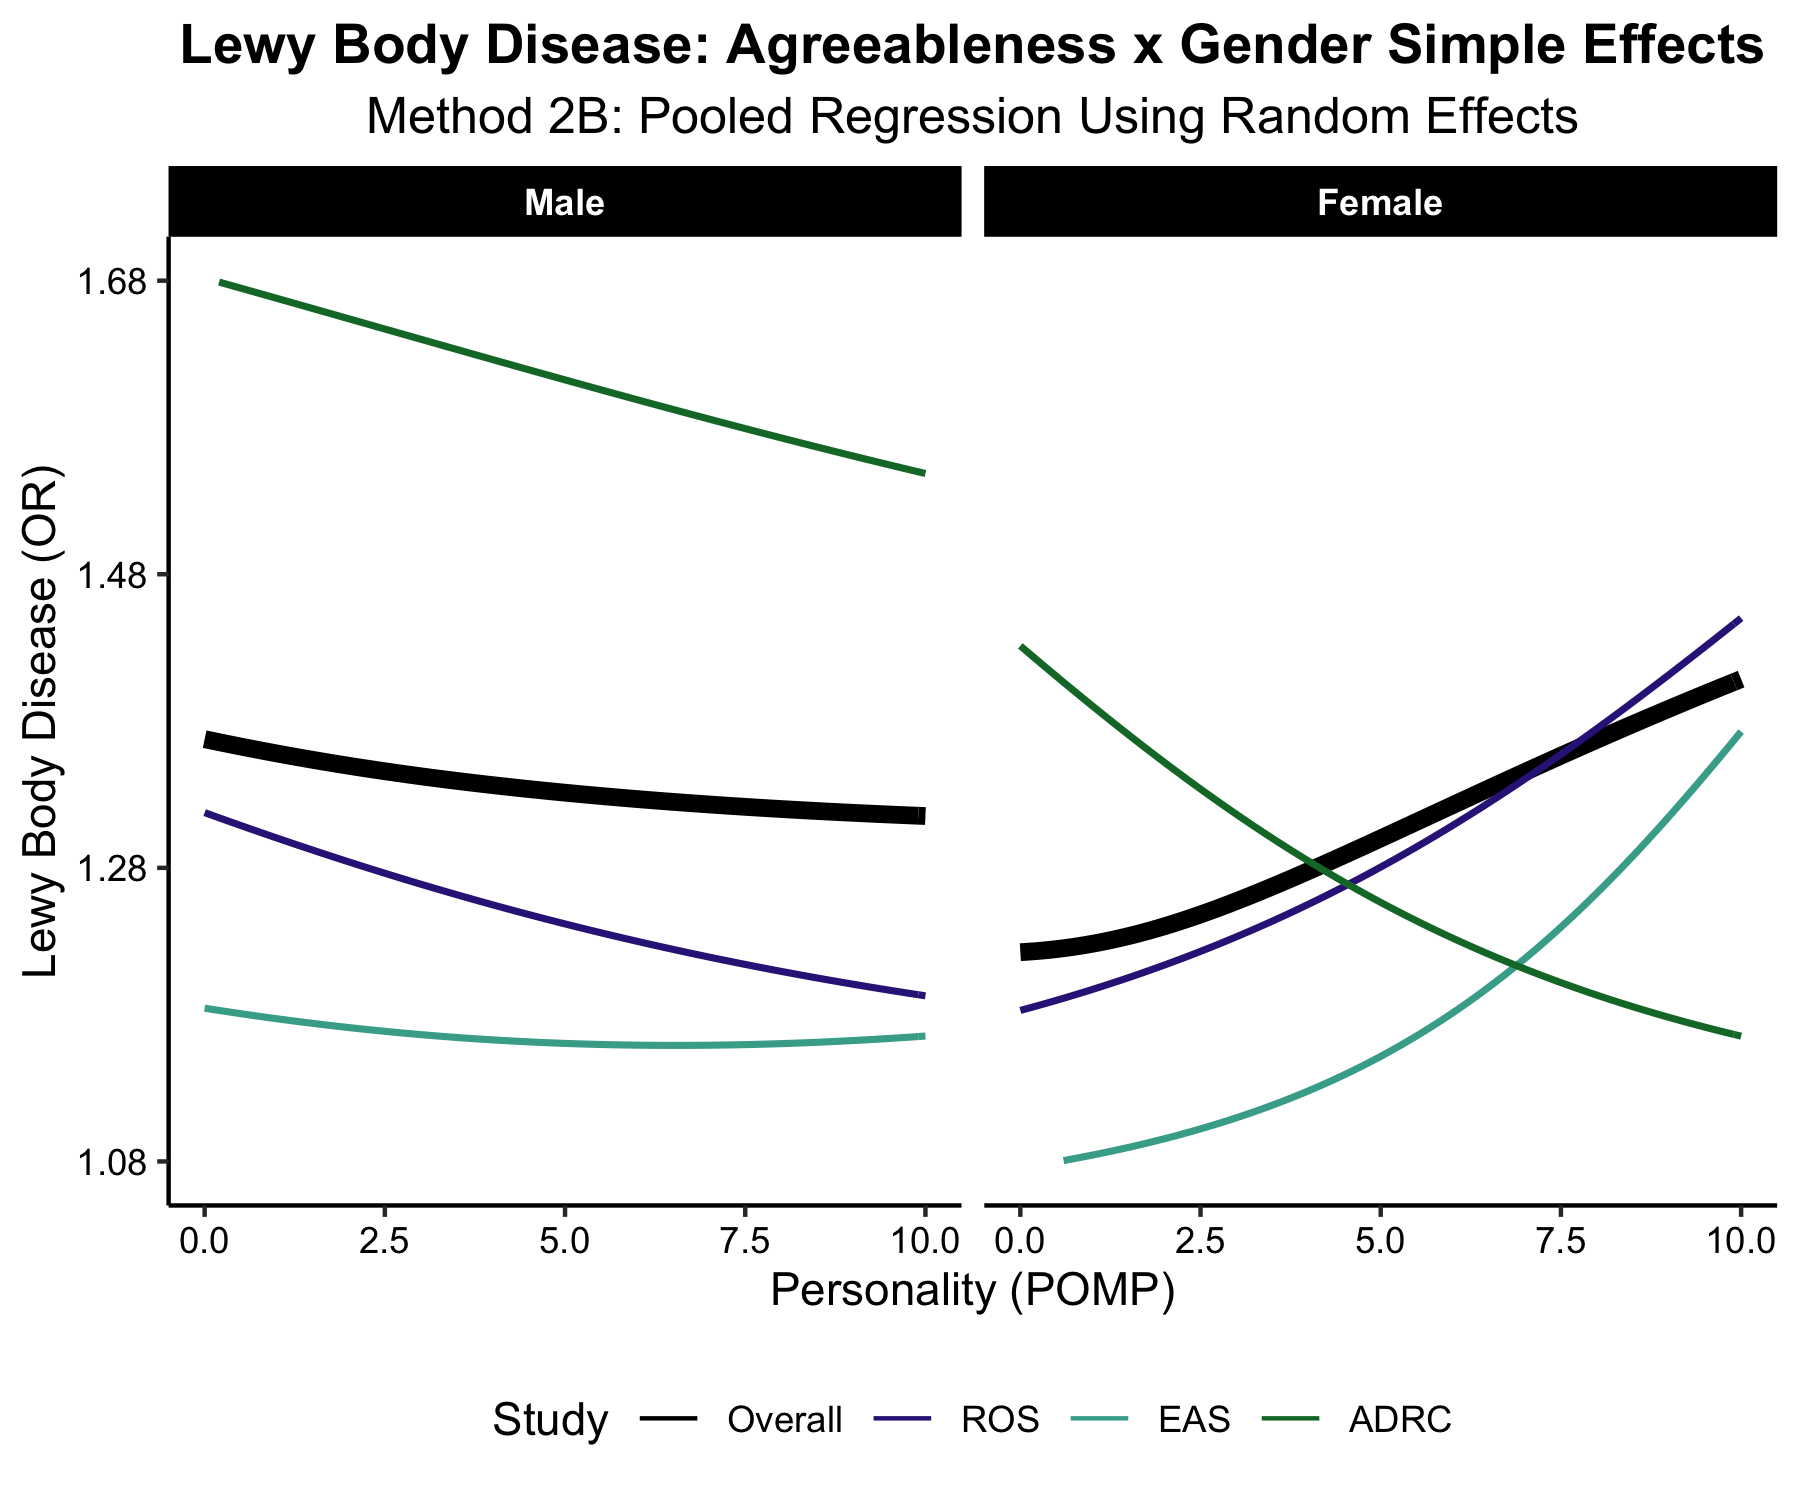 Lewy Body Disease: Agreeableness x Gender Simple Effects
Method 2B: Pooled Regression Using Random Effects
Male
Female
Lewy Body Disease (OR)
1.68
1.48
1.28
1.08
0.0 2.5 5.0 7.5 10.0
0.0 2.5 5.0 7.5 10.0
Personality (POMP)
Study Overall ROS EAS ADRC